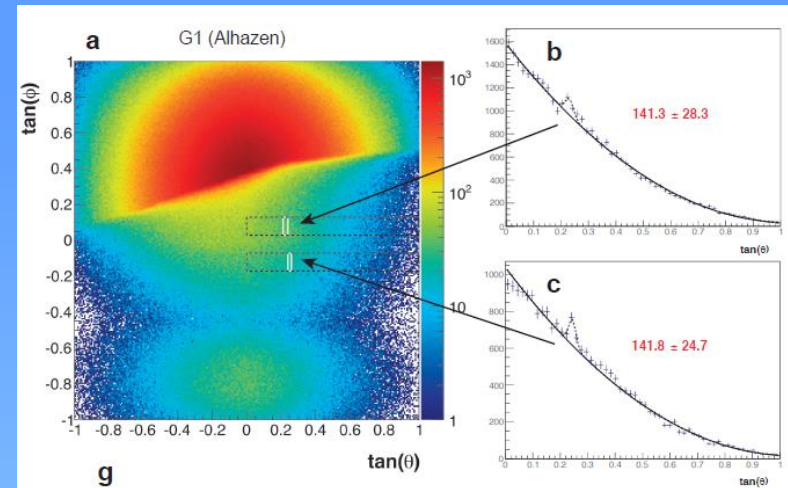 a
G1 (Alhazen)
tan(ϕ)
1
0.8
0.6
0.4
0.2
0
-0.2
-0.4
-0.6
-0.8
-1
-1 -0.8 -0.6 -0.4 -0.2 0 0.2 0.4 0.6 0.8 1
tan(θ)
10³
10²
10
1
g
b
1600
1400
1200
1000
800
600
400
200
0
141.3 ± 28.3
0 0.1 0.2 0.3 0.4 0.5 0.6 0.7 0.8 0.9 1
tan(θ)
c
1000
800
600
400
200
0
141.8 ± 24.7
0 0.1 0.2 0.3 0.4 0.5 0.6 0.7 0.8 0.9 1
tan(θ)